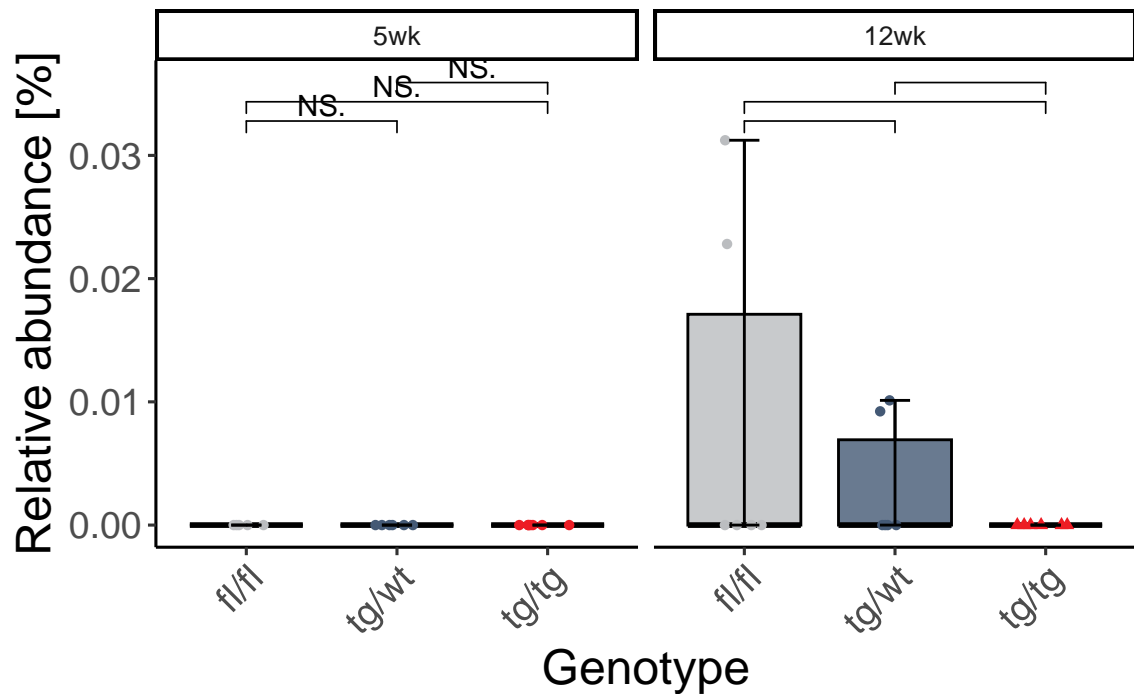 5wk
12wk
NS.
NS.
NS.
Relative abundance [%]
0.03
0.02
0.01
0.00
fl/fl
tg/wt
tg/tg
fl/fl
tg/wt
tg/tg
Genotype